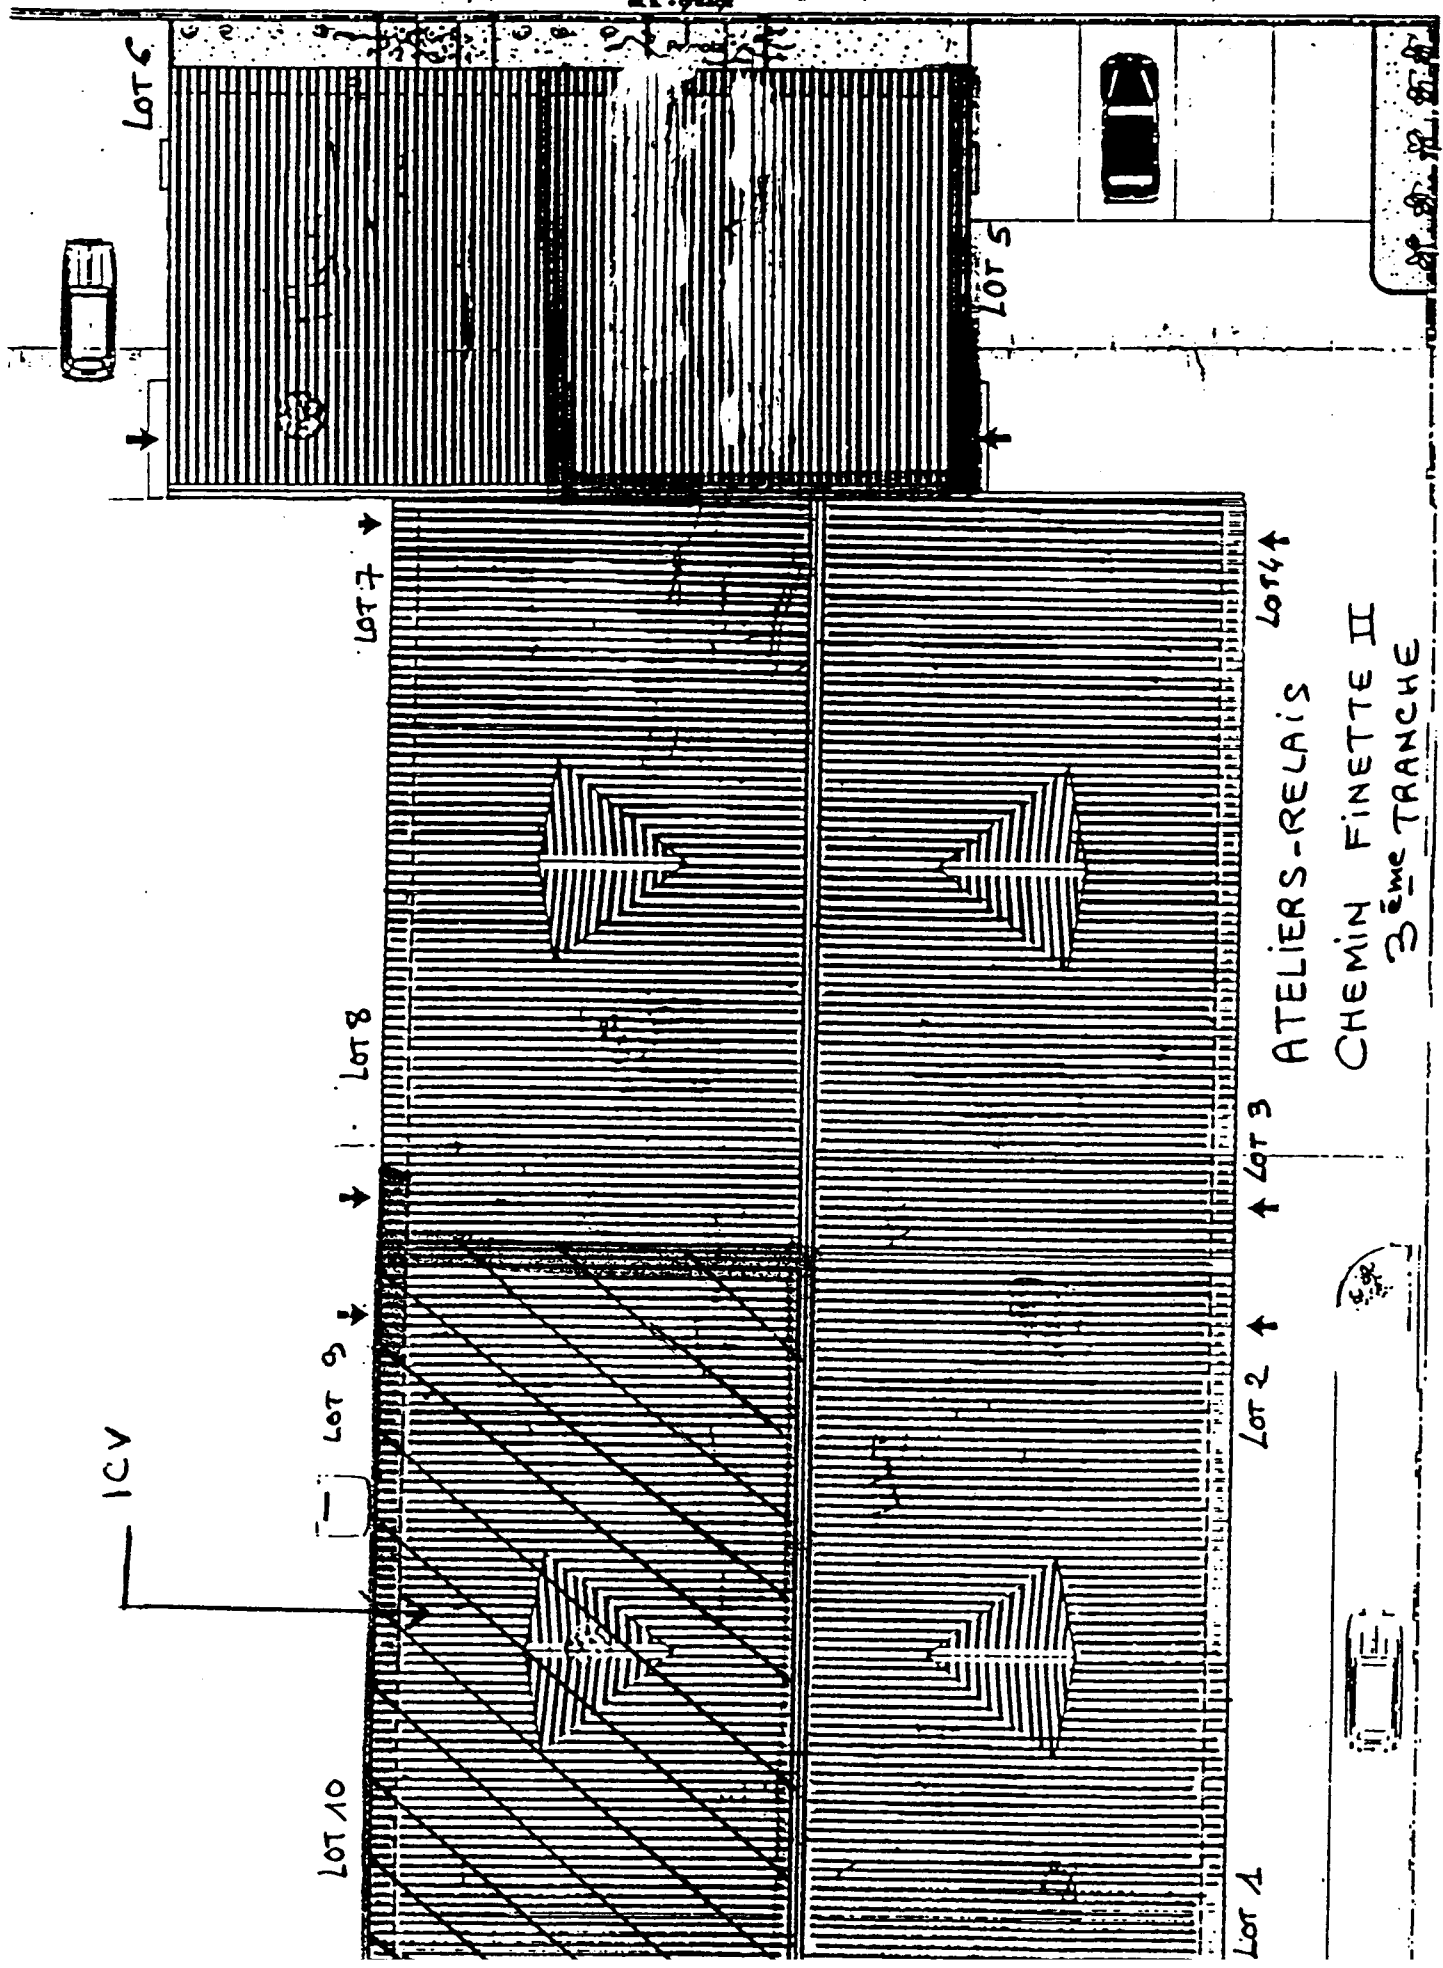 LOT 6
LOT 5
LOT 7
LOT 4
ATELIERS-RELAIS
CHEMIN FINETTE II
3ème TRANCHE
LOT 8
LOT 3
LOT 9
LOT 2
ICV
LOT 10
LOT 1